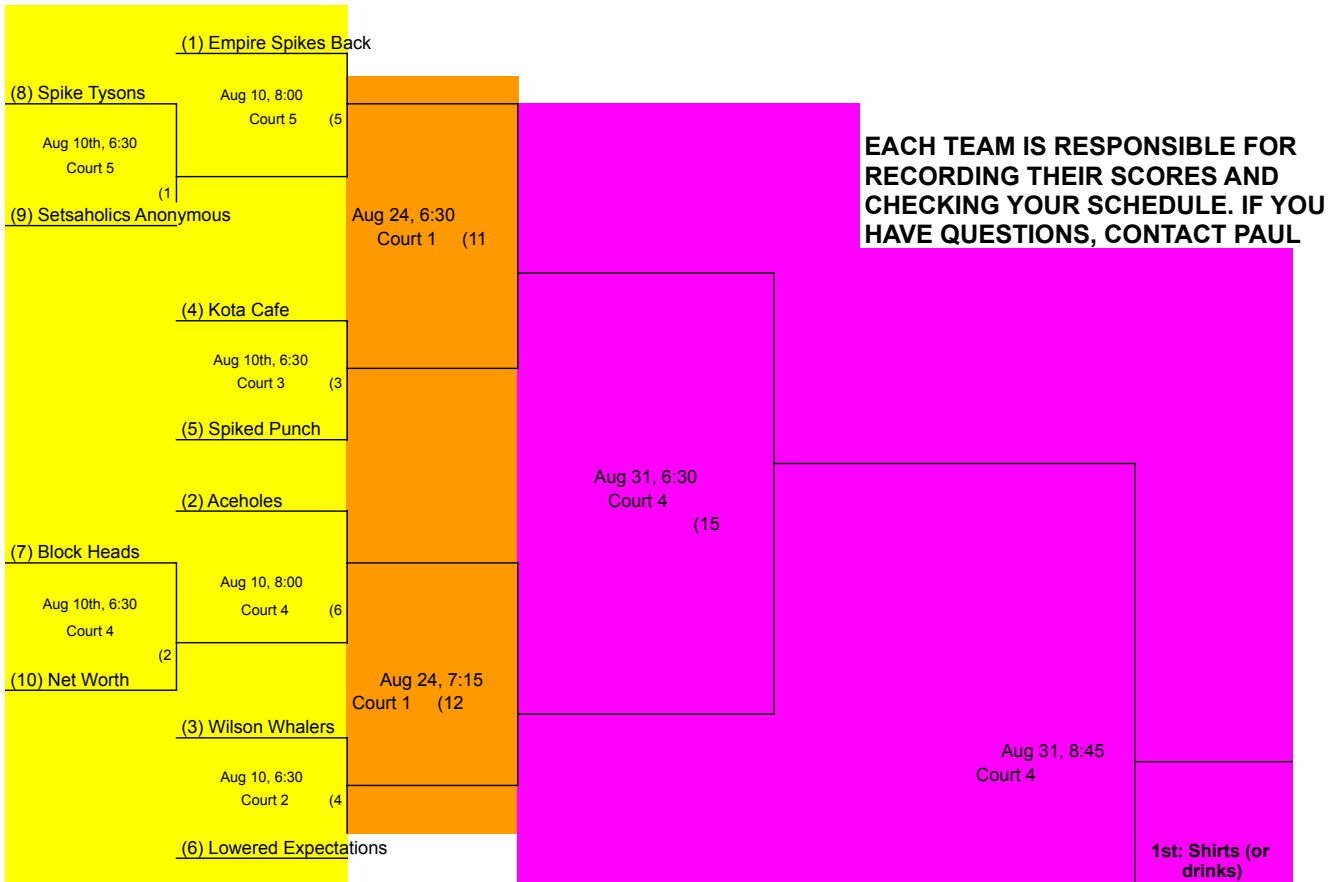 (1) Empire Spikes Back
(8) Spike Tysons
Aug 10, 8:00
Court 5 (5
Aug 10th, 6:30
Court 5
(1
(9) Setsaholics Anonymous
Aug 24, 6:30
Court 1 (11
EACH TEAM IS RESPONSIBLE FOR
RECORDING THEIR SCORES AND
CHECKING YOUR SCHEDULE. IF YOU
HAVE QUESTIONS, CONTACT PAUL
(4) Kota Cafe
Aug 10th, 6:30
Court 3 (3
(5) Spiked Punch
Aug 31, 6:30
Court 4
(15
(2) Aceholes
(7) Block Heads
Aug 10, 8:00
Court 4 (6
Aug 10th, 6:30
Court 4
(2
(10) Net Worth
Aug 24, 7:15
Court 1 (12
(3) Wilson Whalers
Aug 10, 6:30
Court 2 (4
(6) Lowered Expectations
Aug 31, 8:45
Court 4
1st: Shirts (or
drinks)